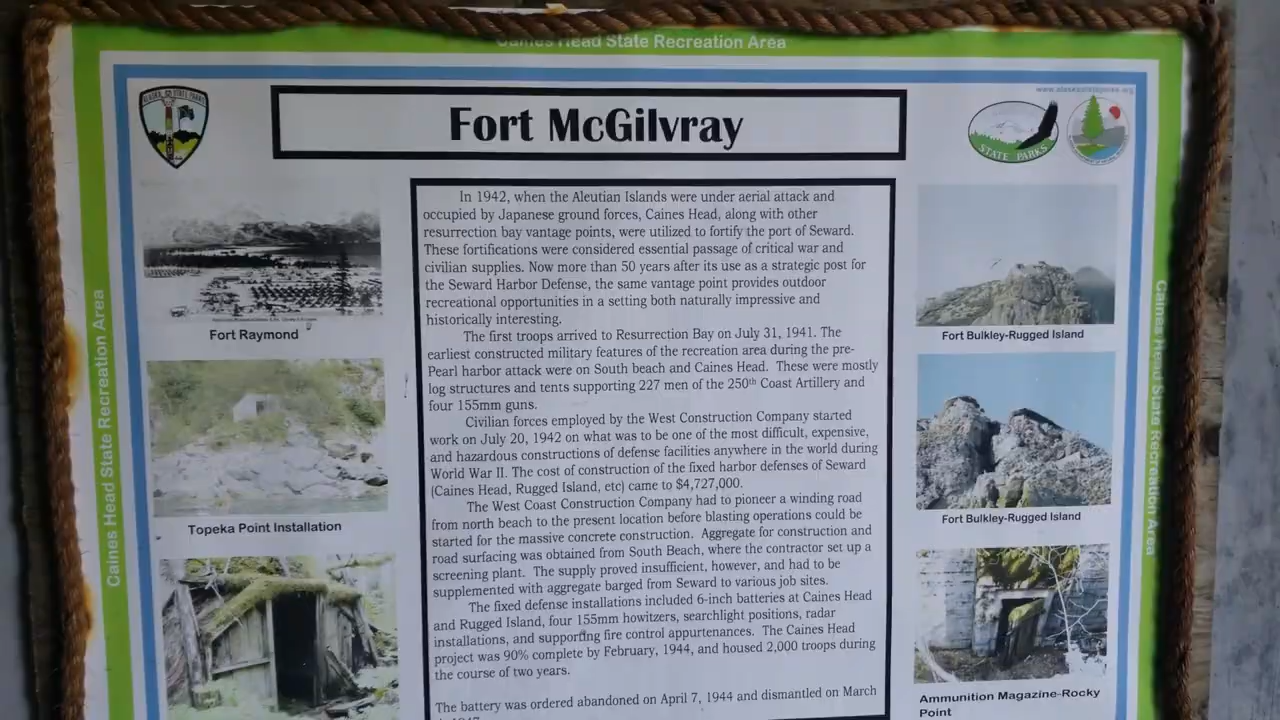 Caines Head State Recreation Area
ALASKA STATE PARKS
Fort McGilvray
www.alaskastateparks.org
STATE PARKS
In 1942, when the Aleutian Islands were under aerial attack and
occupied by Japanese ground forces, Caines Head, along with other
resurrection bay vantage points, were utilized to fortify the port of Seward.
These fortifications were considered essential passage of critical war and
civilian supplies. Now more than 50 years after its use as a strategic post for
the Seward Harbor Defense, the same vantage point provides outdoor
recreational opportunities in a setting both naturally impressive and
historically interesting.
The first troops arrived to Resurrection Bay on July 31, 1941. The
earliest constructed military features of the recreation area during the pre-
Pearl harbor attack were on South beach and Caines Head. These were mostly
log structures and tents supporting 227 men of the 250th Coast Artillery and
four 155mm guns.
Civilian forces employed by the West Construction Company started
work on July 20, 1942 on what was to be one of the most difficult, expensive,
and hazardous constructions of defense facilities anywhere in the world during
World War II. The cost of construction of the fixed harbor defenses of Seward
(Caines Head, Rugged Island, etc) came to $4,727,000.
The West Coast Construction Company had to pioneer a winding road
from north beach to the present location before blasting operations could be
started for the massive concrete construction. Aggregate for construction and
road surfacing was obtained from South Beach, where the contractor set up a
screening plant. The supply proved insufficient, however, and had to be
supplemented with aggregate barged from Seward to various job sites.
The fixed defense installations included 6-inch batteries at Caines Head
and Rugged Island, four 155mm howitzers, searchlight positions, radar
installations, and supporting fire control appurtenances. The Caines Head
project was 90% complete by February, 1944, and housed 2,000 troops during
the course of two years.
The battery was ordered abandoned on April 7, 1944 and dismantled on March
Fort Raymond
Topeka Point Installation
Fort Bulkley-Rugged Island
Fort Bulkley-Rugged Island
Ammunition Magazine-Rocky
Point
Caines Head State Recreation Area
Caines Head State Recreation Area